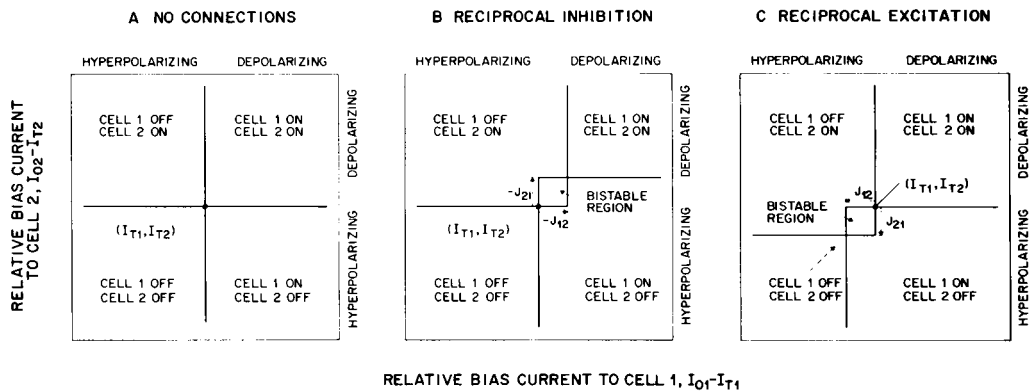 A NO CONNECTIONS
B RECIPROCAL INHIBITION
C RECIPROCAL EXCITATION
HYPERPOLARIZING DEPOLARIZING
HYPERPOLARIZING DEPOLARIZING
HYPERPOLARIZING DEPOLARIZING
RELATIVE BIAS CURRENT
TO CELL 2, I02-IT2
CELL 1 OFF
CELL 2 ON
CELL 1 ON
CELL 2 ON
(IT1, IT2)
CELL 1 OFF
CELL 2 OFF
CELL 1 ON
CELL 2 OFF
DEPOLARIZING
HYPERPOLARIZING
CELL 1 OFF
CELL 2 ON
CELL 1 ON
CELL 2 ON
-J21
-J12
BISTABLE
REGION
(IT1, IT2)
CELL 1 OFF
CELL 2 OFF
CELL 1 ON
CELL 2 OFF
DEPOLARIZING
HYPERPOLARIZING
CELL 1 OFF
CELL 2 ON
CELL 1 ON
CELL 2 ON
J12
(IT1, IT2)
BISTABLE
REGION
J21
CELL 1 OFF
CELL 2 OFF
CELL 1 ON
CELL 2 OFF
DEPOLARIZING
HYPERPOLARIZING
RELATIVE BIAS CURRENT TO CELL 1, I01-IT1